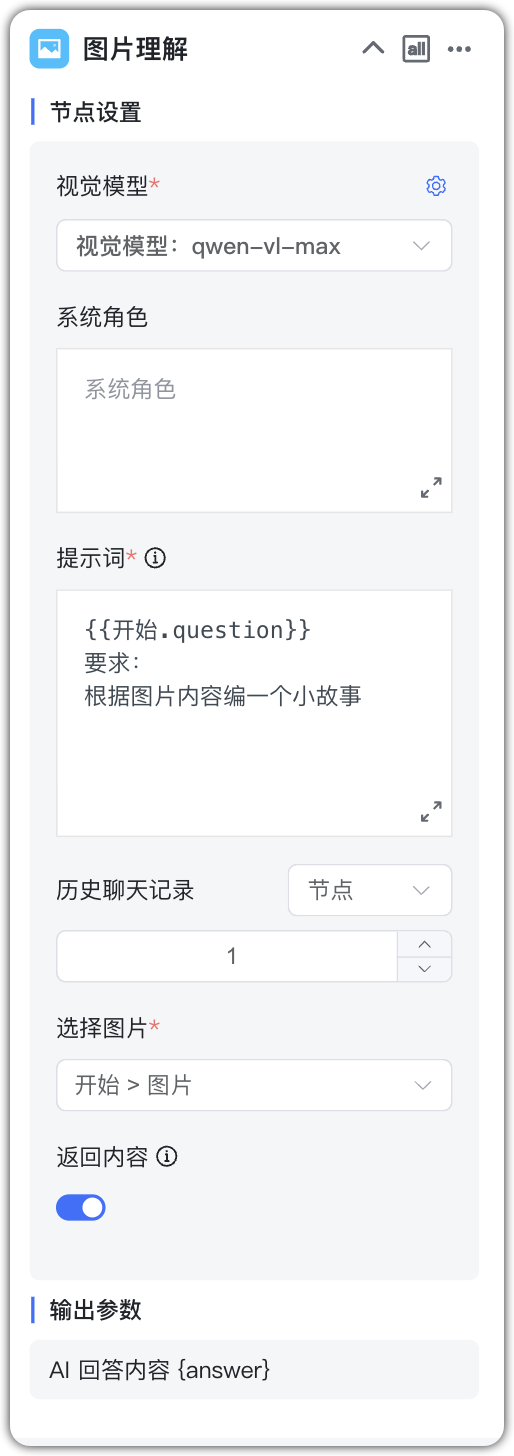 图片理解
all
节点设置
视觉模型*
视觉模型：qwen-vl-max
系统角色
系统角色
提示词*
{{开始.question}}
要求：
根据图片内容编一个小故事
历史聊天记录
节点
1
选择图片*
开始 > 图片
返回内容
输出参数
AI 回答内容 {answer}